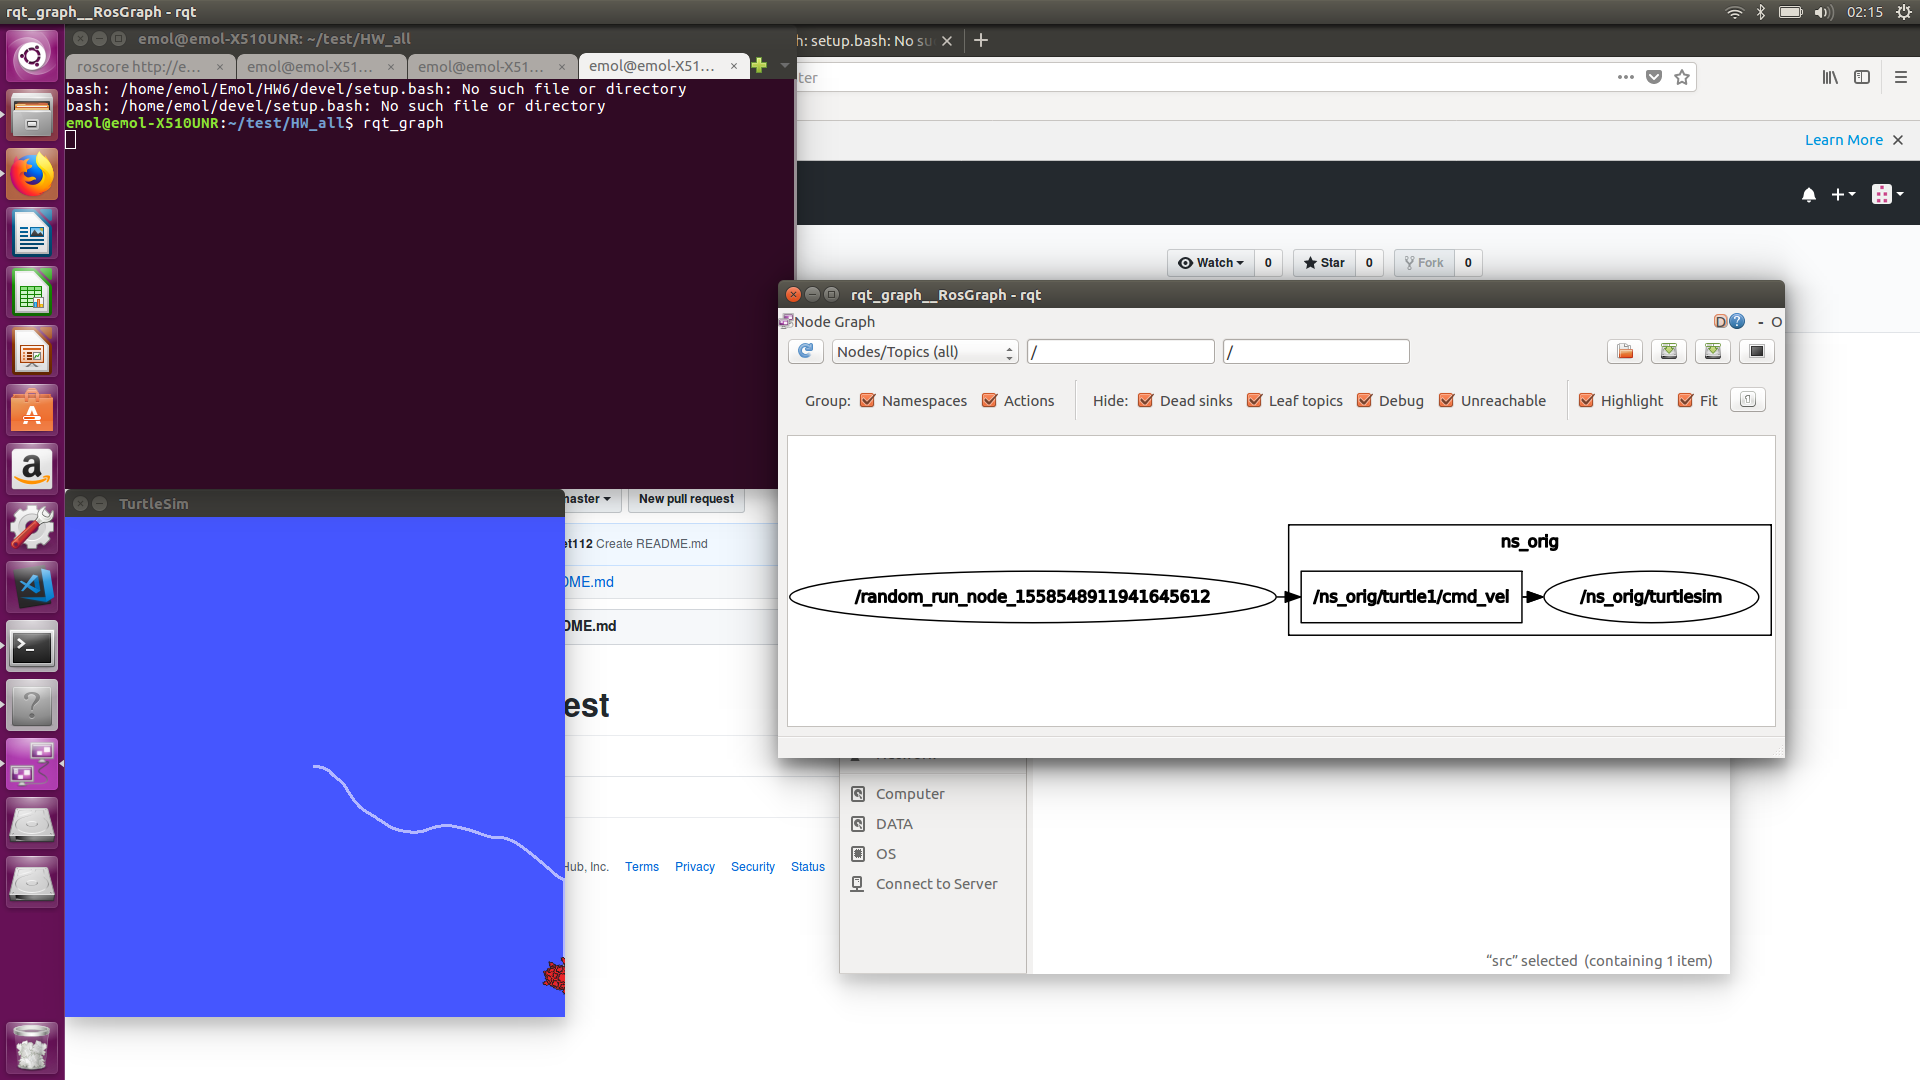 rqt_graph__RosGraph - rqt
02:15
emol@emol-X510UNR: ~/test/HW_all
roscore http://e...
emol@emol-X51...
emol@emol-X51...
emol@emol-X51...
bash: /home/emol/Emol/HW6/devel/setup.bash: No such file or directory
bash: /home/emol/devel/setup.bash: No such file or directory
emol@emol-X510UNR:~/test/HW_all$ rqt_graph
h: setup.bash: No su
ter
Learn More
Watch 0 Star 0 Fork 0
rqt_graph__RosGraph - rqt
Node Graph
D ? - O
Nodes/Topics (all) / /
Group: Namespaces Actions Hide: Dead sinks Leaf topics Debug Unreachable Highlight Fit
ns_orig
/random_run_node_1558548911941645612 /ns_orig/turtle1/cmd_vel /ns_orig/turtlesim
TurtleSim
master New pull request
et112 Create README.md
DME.md
DME.md
est
Hub, Inc. Terms Privacy Security Status
Computer
DATA
OS
Connect to Server
“src” selected (containing 1 item)